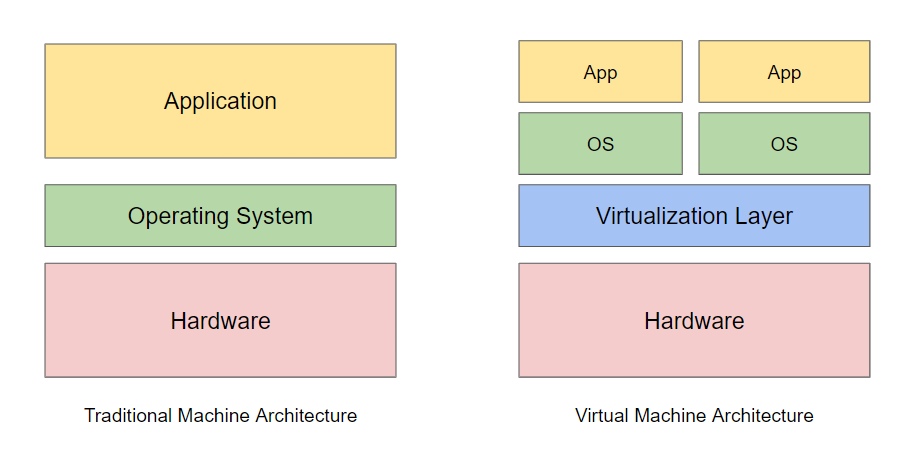 Application
Operating System
Hardware
Traditional Machine Architecture
App
App
OS
OS
Virtualization Layer
Hardware
Virtual Machine Architecture